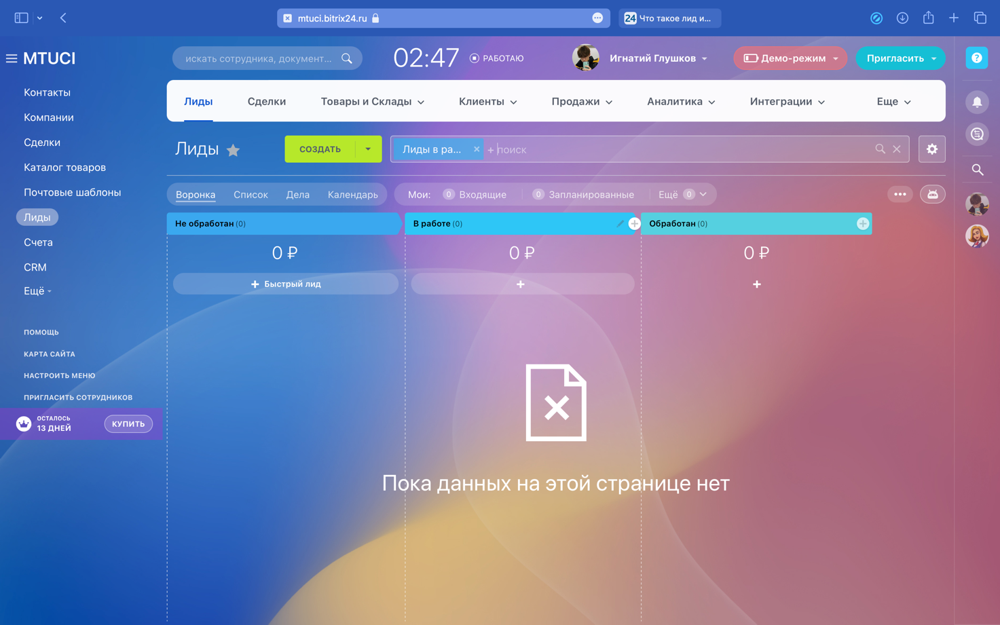 mtuci.bitrix24.ru
24 Что такое лид и...
MTUCI
искать сотрудника, документ...
02:47
РАБОТАЮ
Игнатий Глушков
Демо-режим
Пригласить
?
Контакты
Компании
Сделки
Каталог товаров
Почтовые шаблоны
Лиды
Счета
CRM
Ещё
ПОМОЩЬ
КАРТА САЙТА
НАСТРОИТЬ МЕНЮ
ПРИГЛАСИТЬ СОТРУДНИКОВ
ОСТАЛОСЬ
13 ДНЕЙ
КУПИТЬ
Лиды Сделки Товары и Склады Клиенты Продажи Аналитика Интеграции Еще
Лиды
СОЗДАТЬ
Лиды в ра... × + поиск
Воронка Список Дела Календарь
Мои: 0 Входящие 0 Запланированные Ещё 0
Не обработан (0)
В работе (0)
Обработан (0)
0 ₽
0 ₽
0 ₽
+ Быстрый лид
+
+
Пока данных на этой странице нет